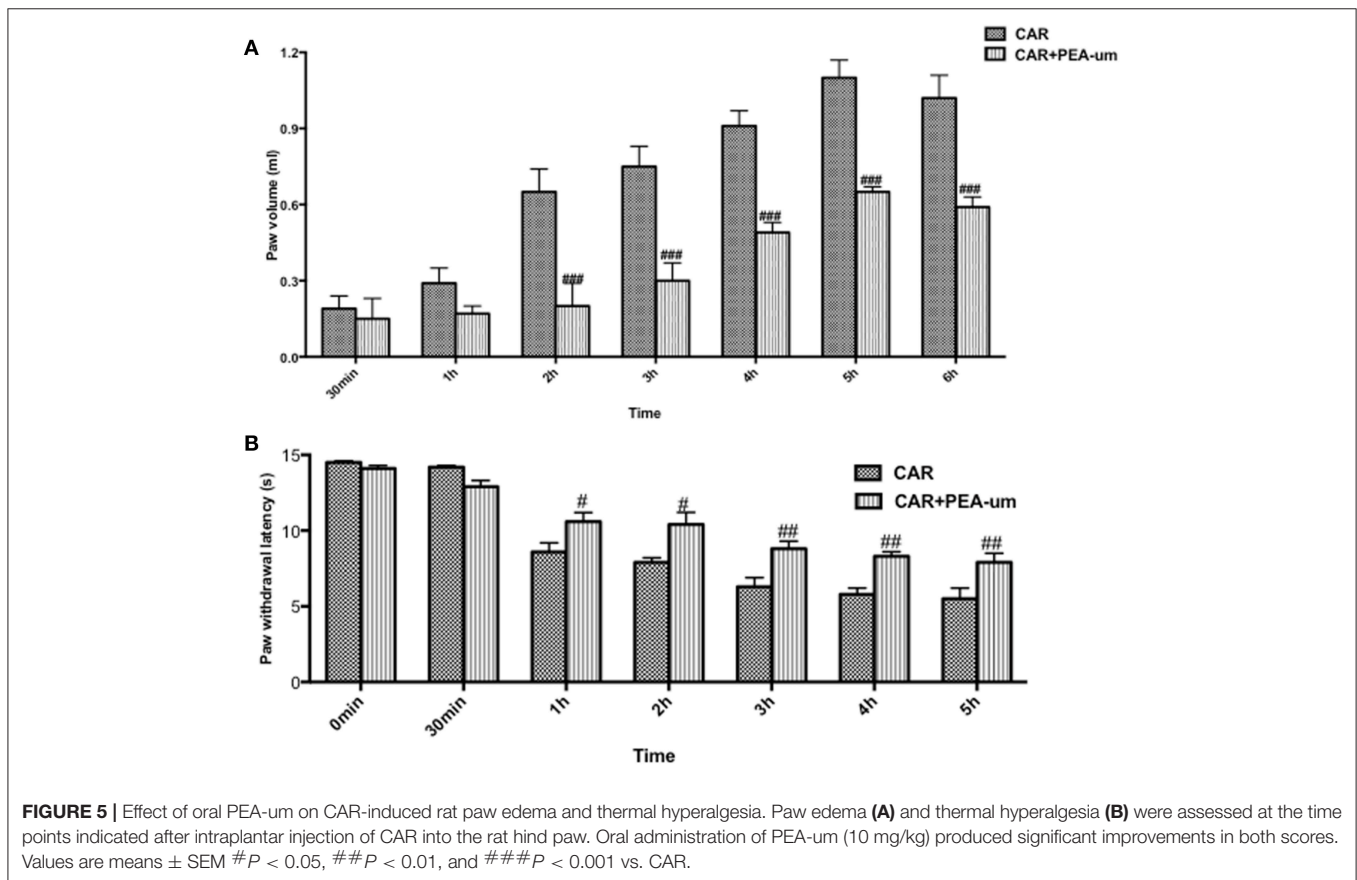 A
CAR
CAR+PEA-um
1.2
0.9
0.6
0.3
0.0
Paw volume (ml)
###
###
###
###
###
30min
1h
2h
3h
4h
5h
6h
Time
B
15
10
5
0
Paw withdrawal latency (s)
CAR
CAR+PEA-um
#
#
##
##
##
0min
30min
1h
2h
3h
4h
5h
Time
FIGURE 5 | Effect of oral PEA-um on CAR-induced rat paw edema and thermal hyperalgesia. Paw edema (A) and thermal hyperalgesia (B) were assessed at the time
points indicated after intraplantar injection of CAR into the rat hind paw. Oral administration of PEA-um (10 mg/kg) produced significant improvements in both scores.
Values are means ± SEM #P < 0.05, ##P < 0.01, and ###P < 0.001 vs. CAR.